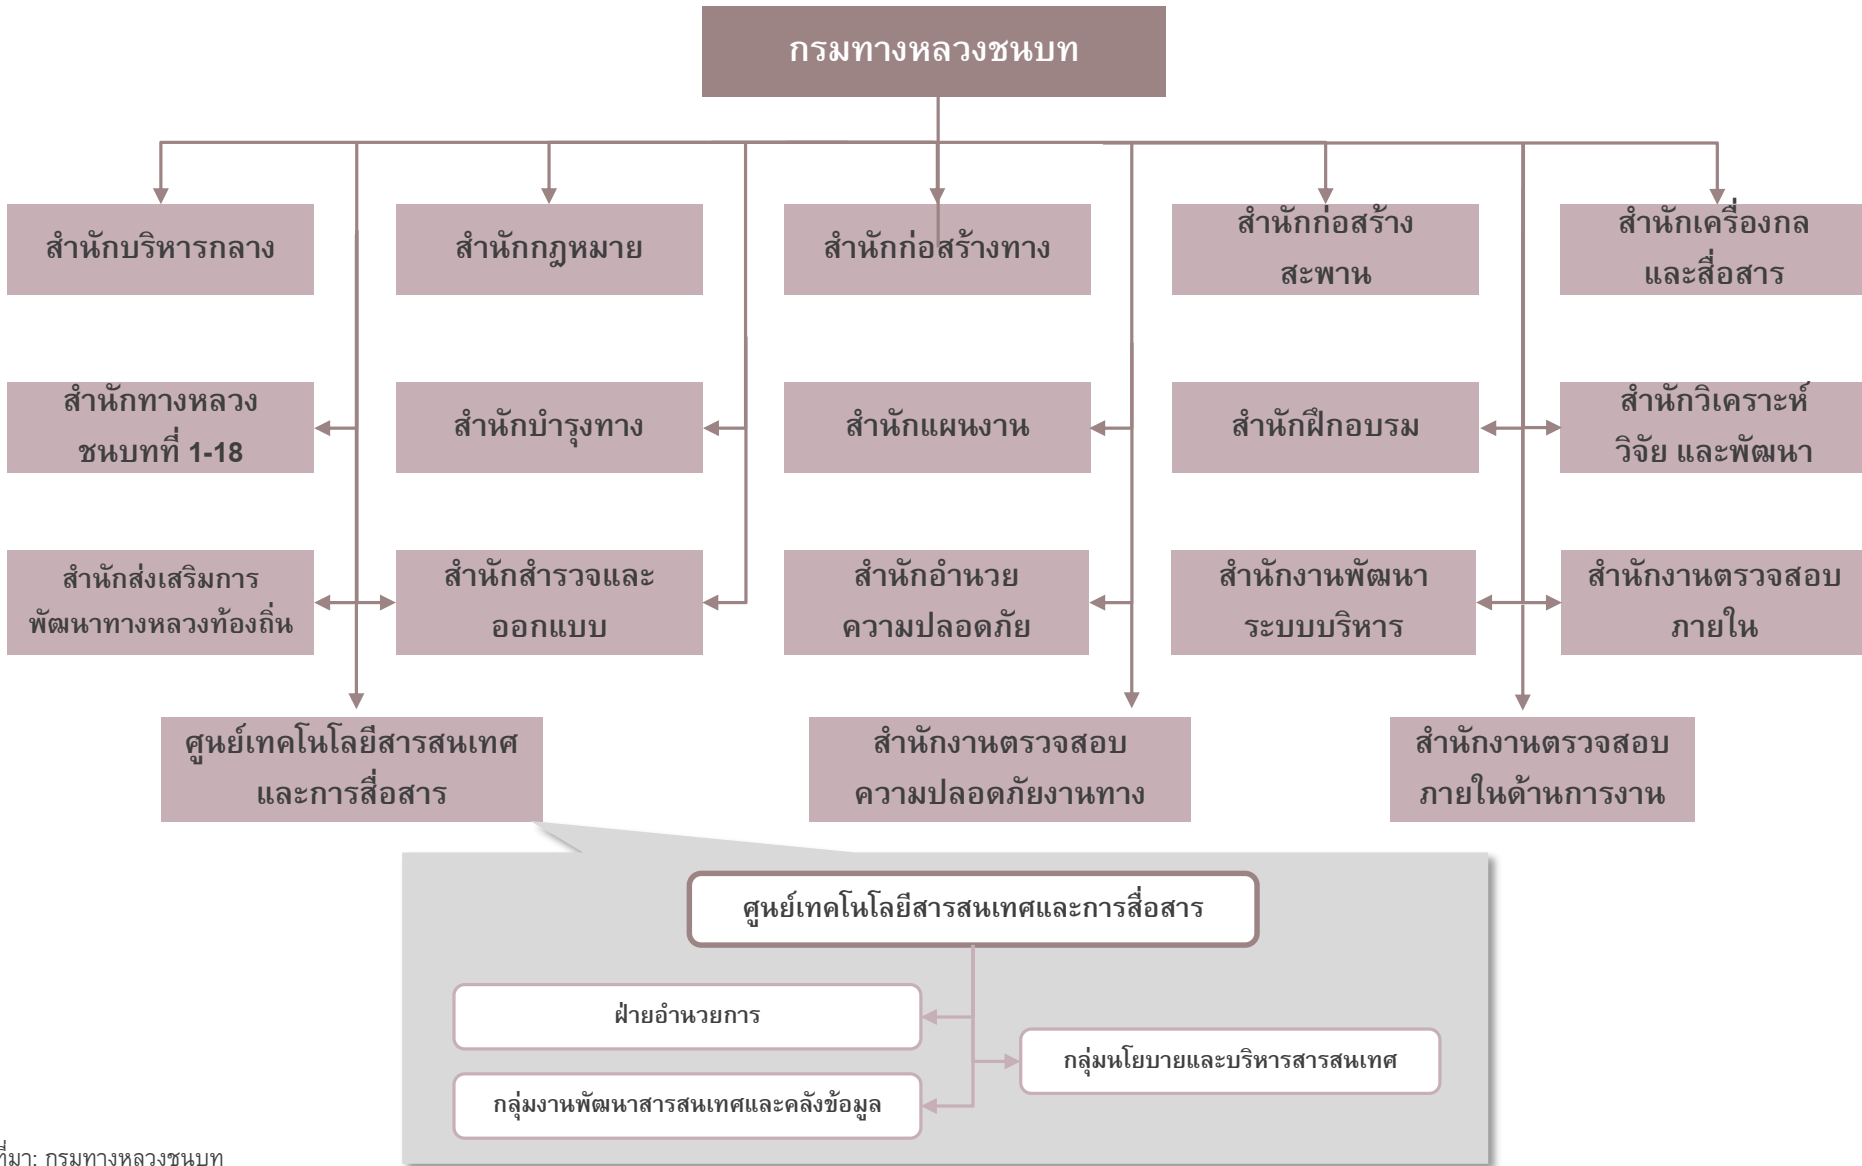 กรมทางหลวงชนบท
สำนักบริหารกลาง
สำนักกฎหมาย
สำนักก่อสร้างทาง
สำนักก่อสร้าง
สะพาน
สำนักเครื่องกล
และสื่อสาร
สำนักทางหลวง
ชนบทที่ 1-18
สำนักบำรุงทาง
สำนักแผนงาน
สำนักฝึกอบรม
สำนักวิเคราะห์
วิจัย และพัฒนา
สำนักส่งเสริมการ
พัฒนาทางหลวงท้องถิ่น
สำนักสำรวจและ
ออกแบบ
สำนักอำนวย
ความปลอดภัย
สำนักงานพัฒนา
ระบบบริหาร
สำนักงานตรวจสอบ
ภายใน
ศูนย์เทคโนโลยีสารสนเทศ
และการสื่อสาร
สำนักงานตรวจสอบ
ความปลอดภัยงานทาง
สำนักงานตรวจสอบ
ภายในด้านการงาน
ศูนย์เทคโนโลยีสารสนเทศและการสื่อสาร
ฝ่ายอำนวยการ
กลุ่มนโยบายและบริหารสารสนเทศ
กลุ่มงานพัฒนาสารสนเทศและคลังข้อมูล
ที่มา: กรมทางหลวงชนบท